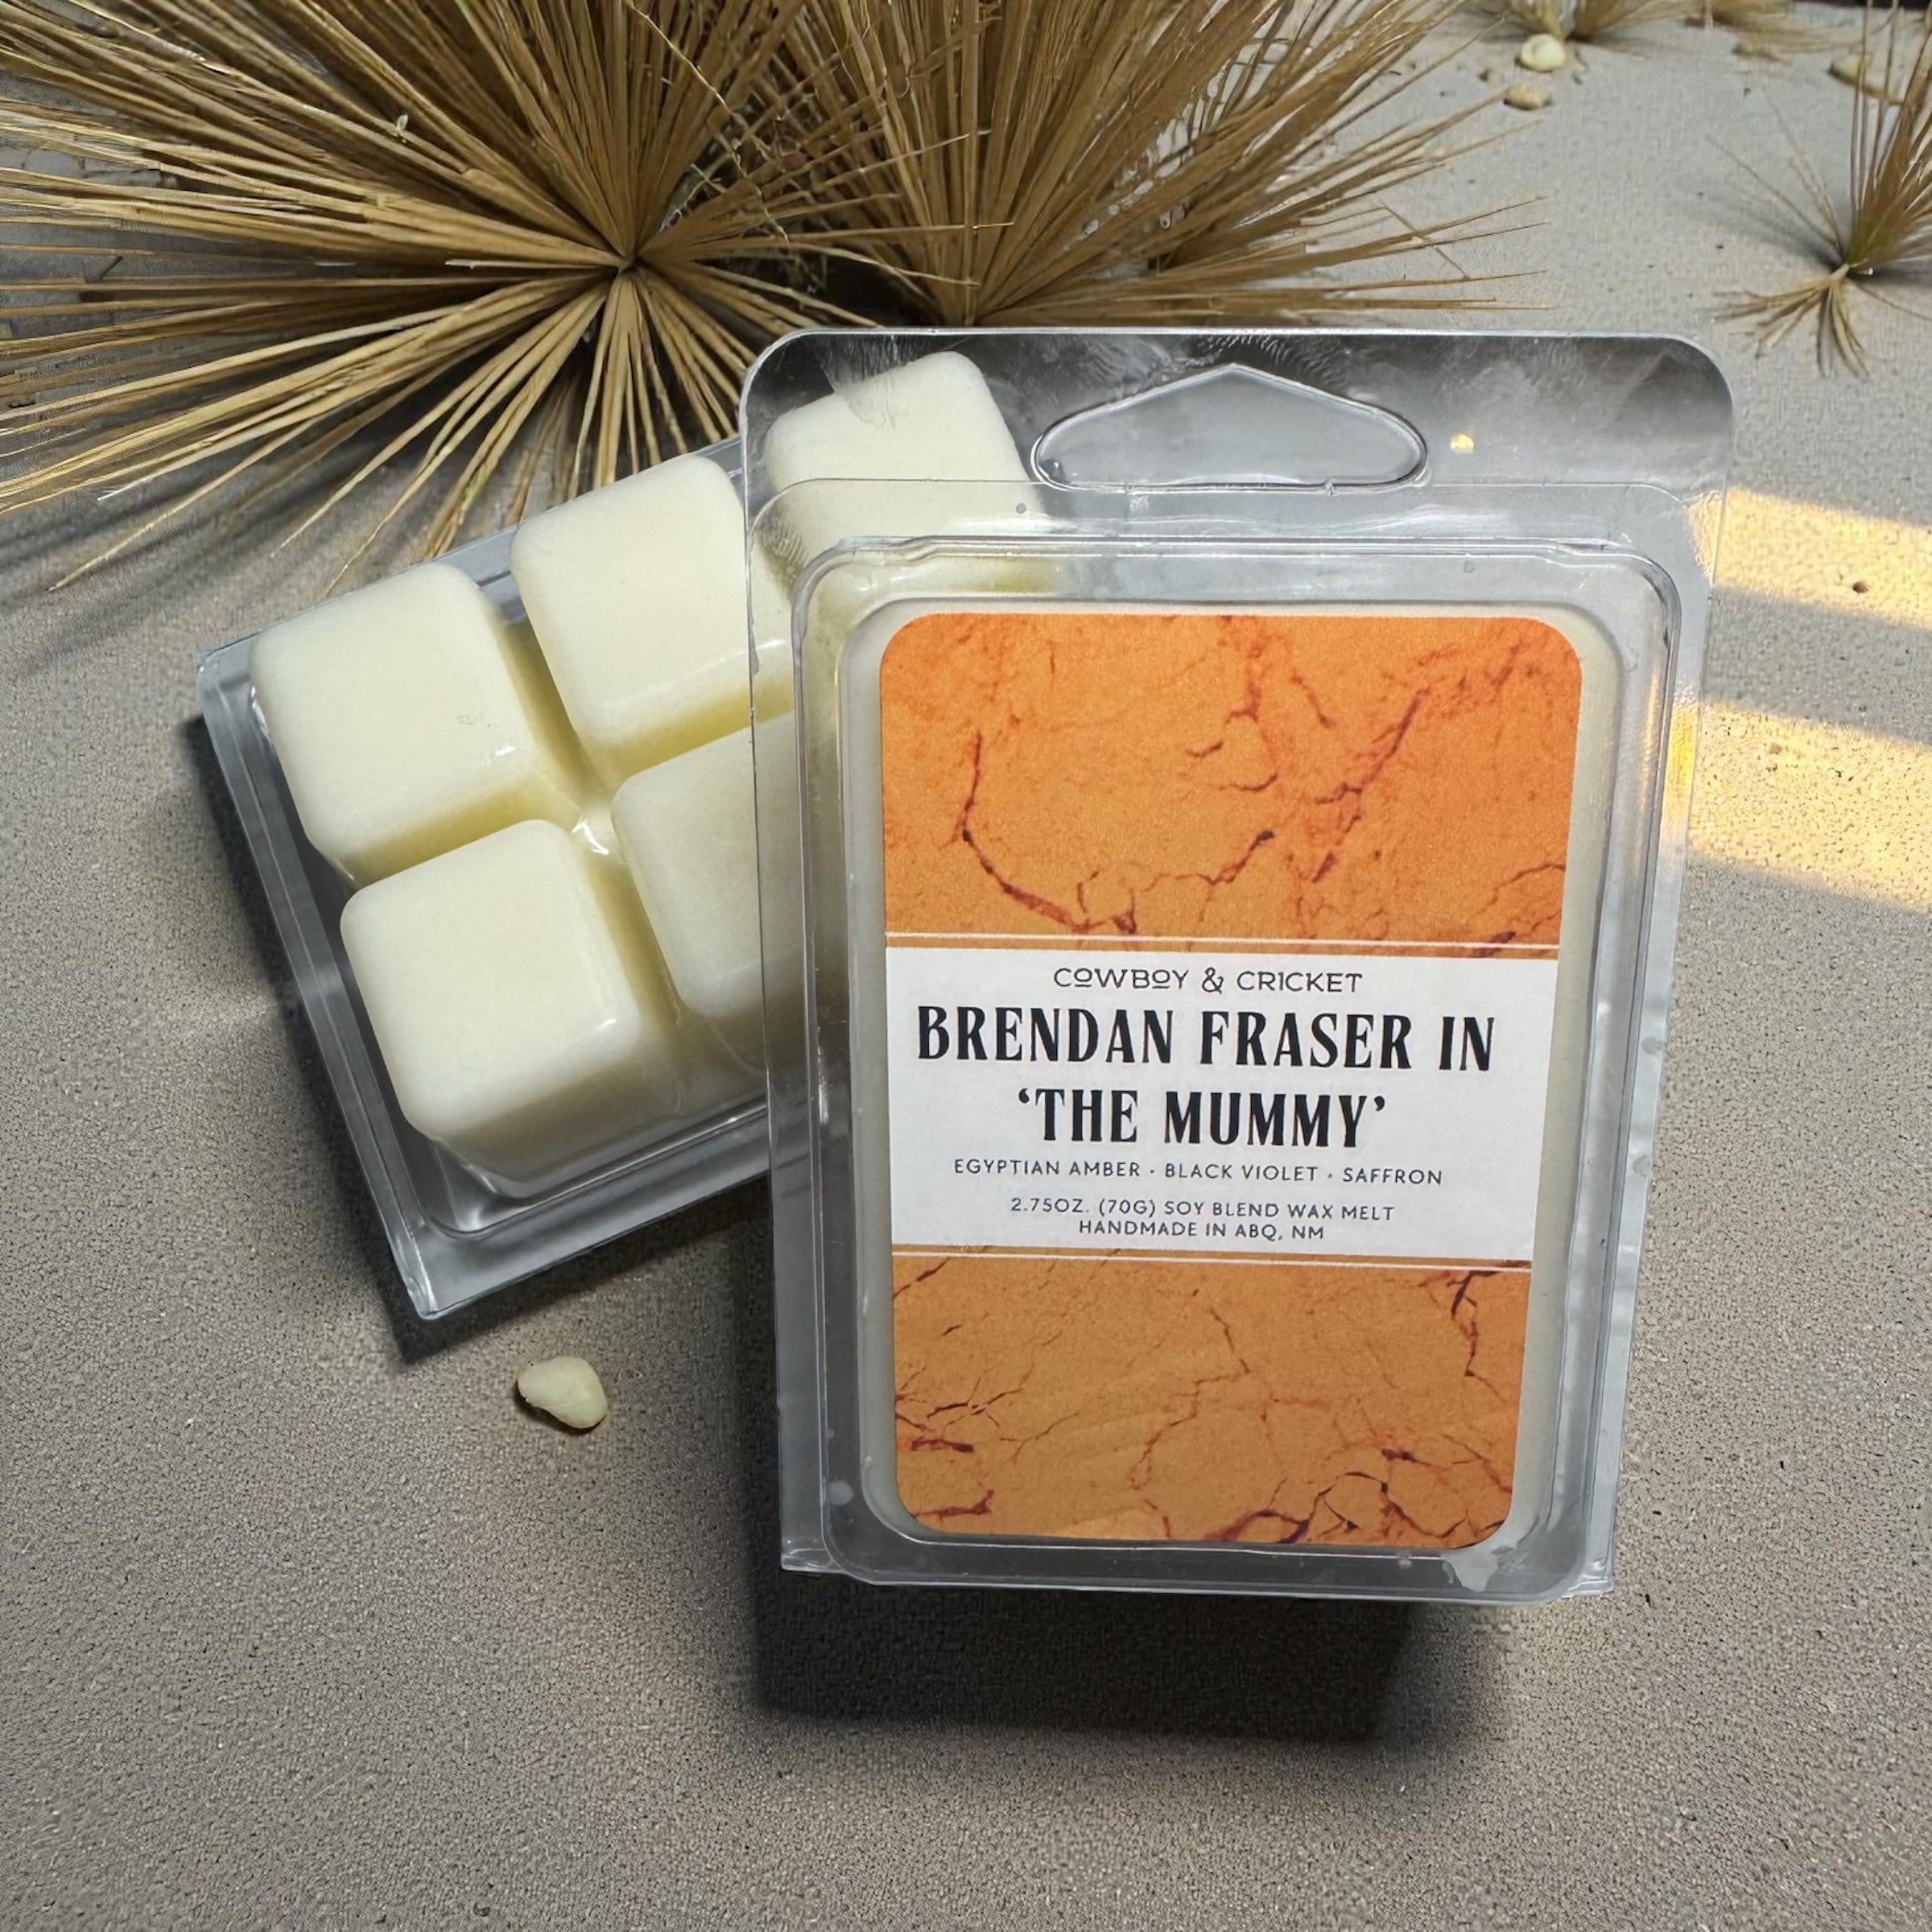 COWBOY & CRICKET
BRENDAN FRASER IN
‘THE MUMMY’
EGYPTIAN AMBER · BLACK VIOLET · SAFFRON
2.75OZ. (70G) SOY BLEND WAX MELT
HANDMADE IN ABQ, NM